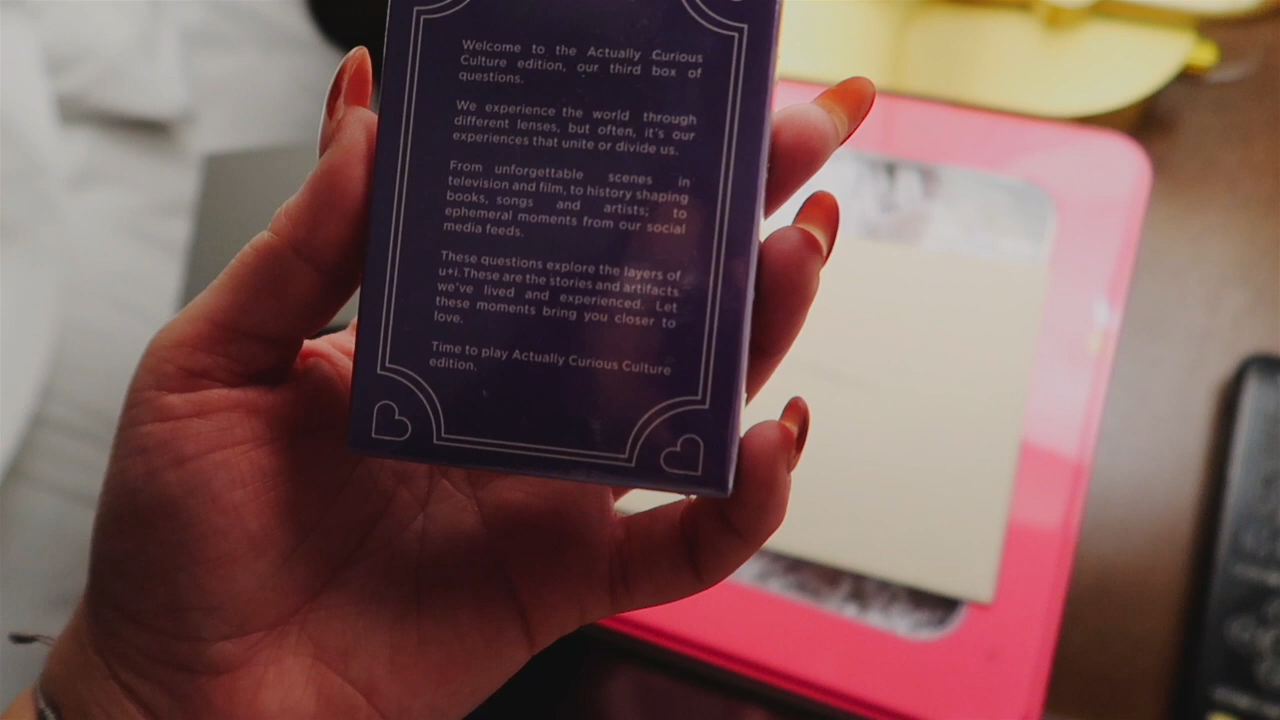 Welcome to the Actually Curious
Culture edition, our third box of
questions.
We experience the world through
different lenses, but often, it's our
experiences that unite or divide us.
From unforgettable scenes in
television and film, to history shaping
books, songs and artists; to
ephemeral moments from our social
media feeds.
These questions explore the layers of
u+i. These are the stories and artifacts
we've lived and experienced. Let
these moments bring you closer to
love.
Time to play Actually Curious Culture
edition.